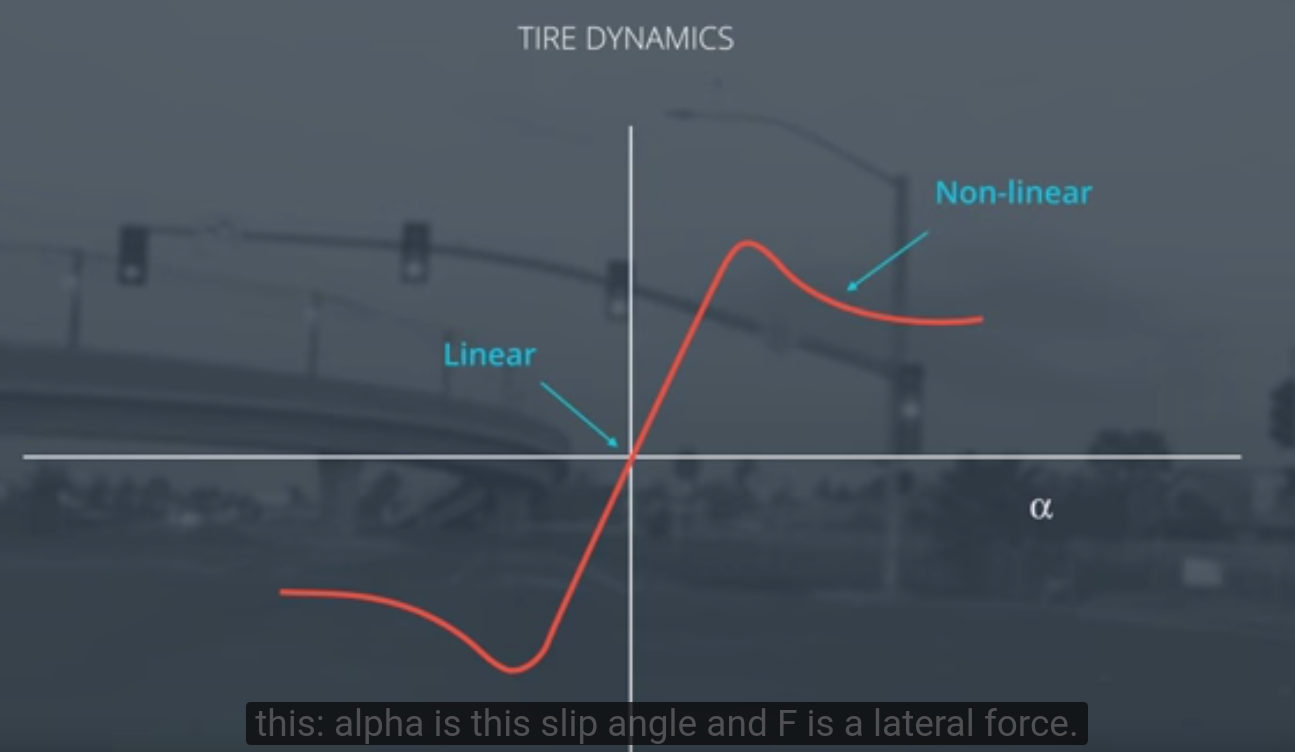 TIRE DYNAMICS
Non-linear
Linear
α
this: alpha is this slip angle and F is a lateral force.